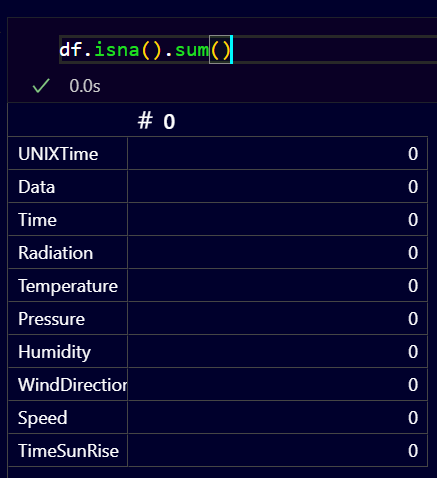 df.isna().sum()
0.0s
# 0
UNIXTime 0
Data 0
Time 0
Radiation 0
Temperature 0
Pressure 0
Humidity 0
WindDirection 0
Speed 0
TimeSunRise 0